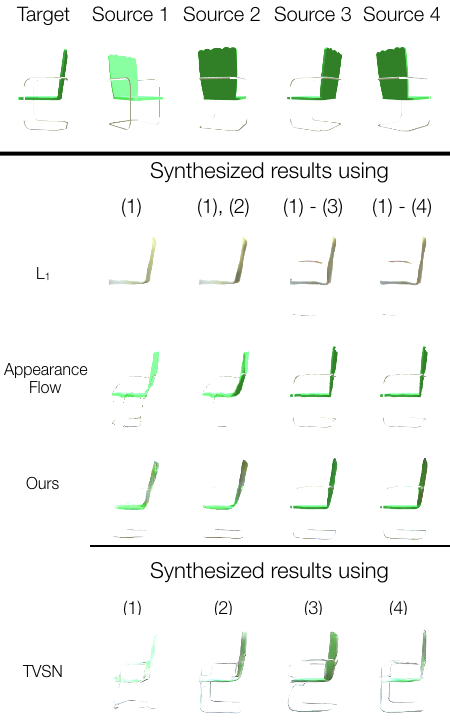 Target Source 1 Source 2 Source 3 Source 4
Synthesized results using
(1) (1), (2) (1) - (3) (1) - (4)
L₁
Appearance
Flow
Ours
Synthesized results using
(1) (2) (3) (4)
TVSN